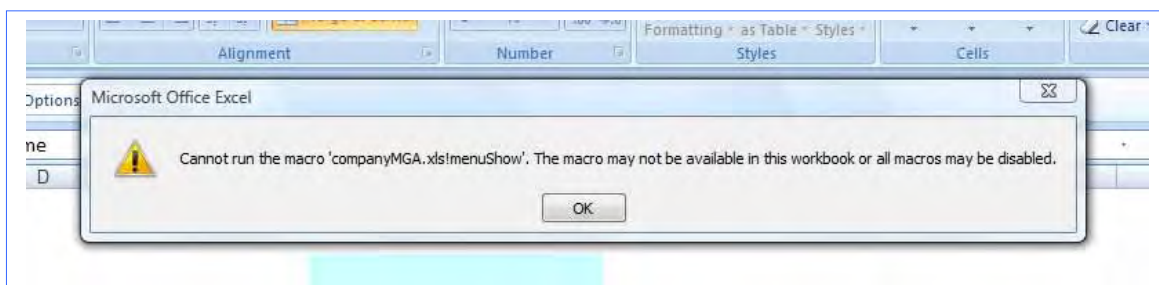 Formatting as Table Styles Clear
Alignment Number Styles Cells
Options Microsoft Office Excel
me
Cannot run the macro 'companyMGA.xls!menuShow'. The macro may not be available in this workbook or all macros may be disabled.
D
OK